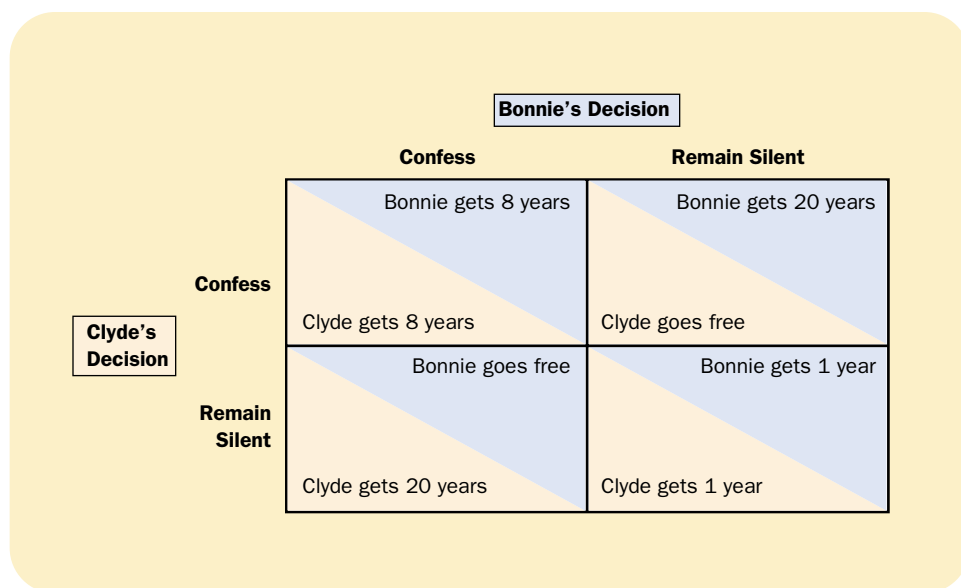 Bonnie’s Decision
Confess
Remain Silent
Bonnie gets 8 years
Bonnie gets 20 years
Confess
Clyde gets 8 years
Clyde goes free
Clyde’s
Decision
Bonnie goes free
Bonnie gets 1 year
Remain
Silent
Clyde gets 20 years
Clyde gets 1 year